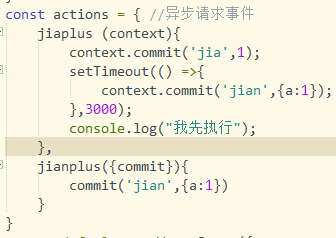 const actions = { //异步请求事件
jiaplus (context){
context.commit('jia',1);
setTimeout(() =>{
context.commit('jian',{a:1});
},3000);
console.log("我先执行");
},
jianplus({commit}){
commit('jian',{a:1})
}
}